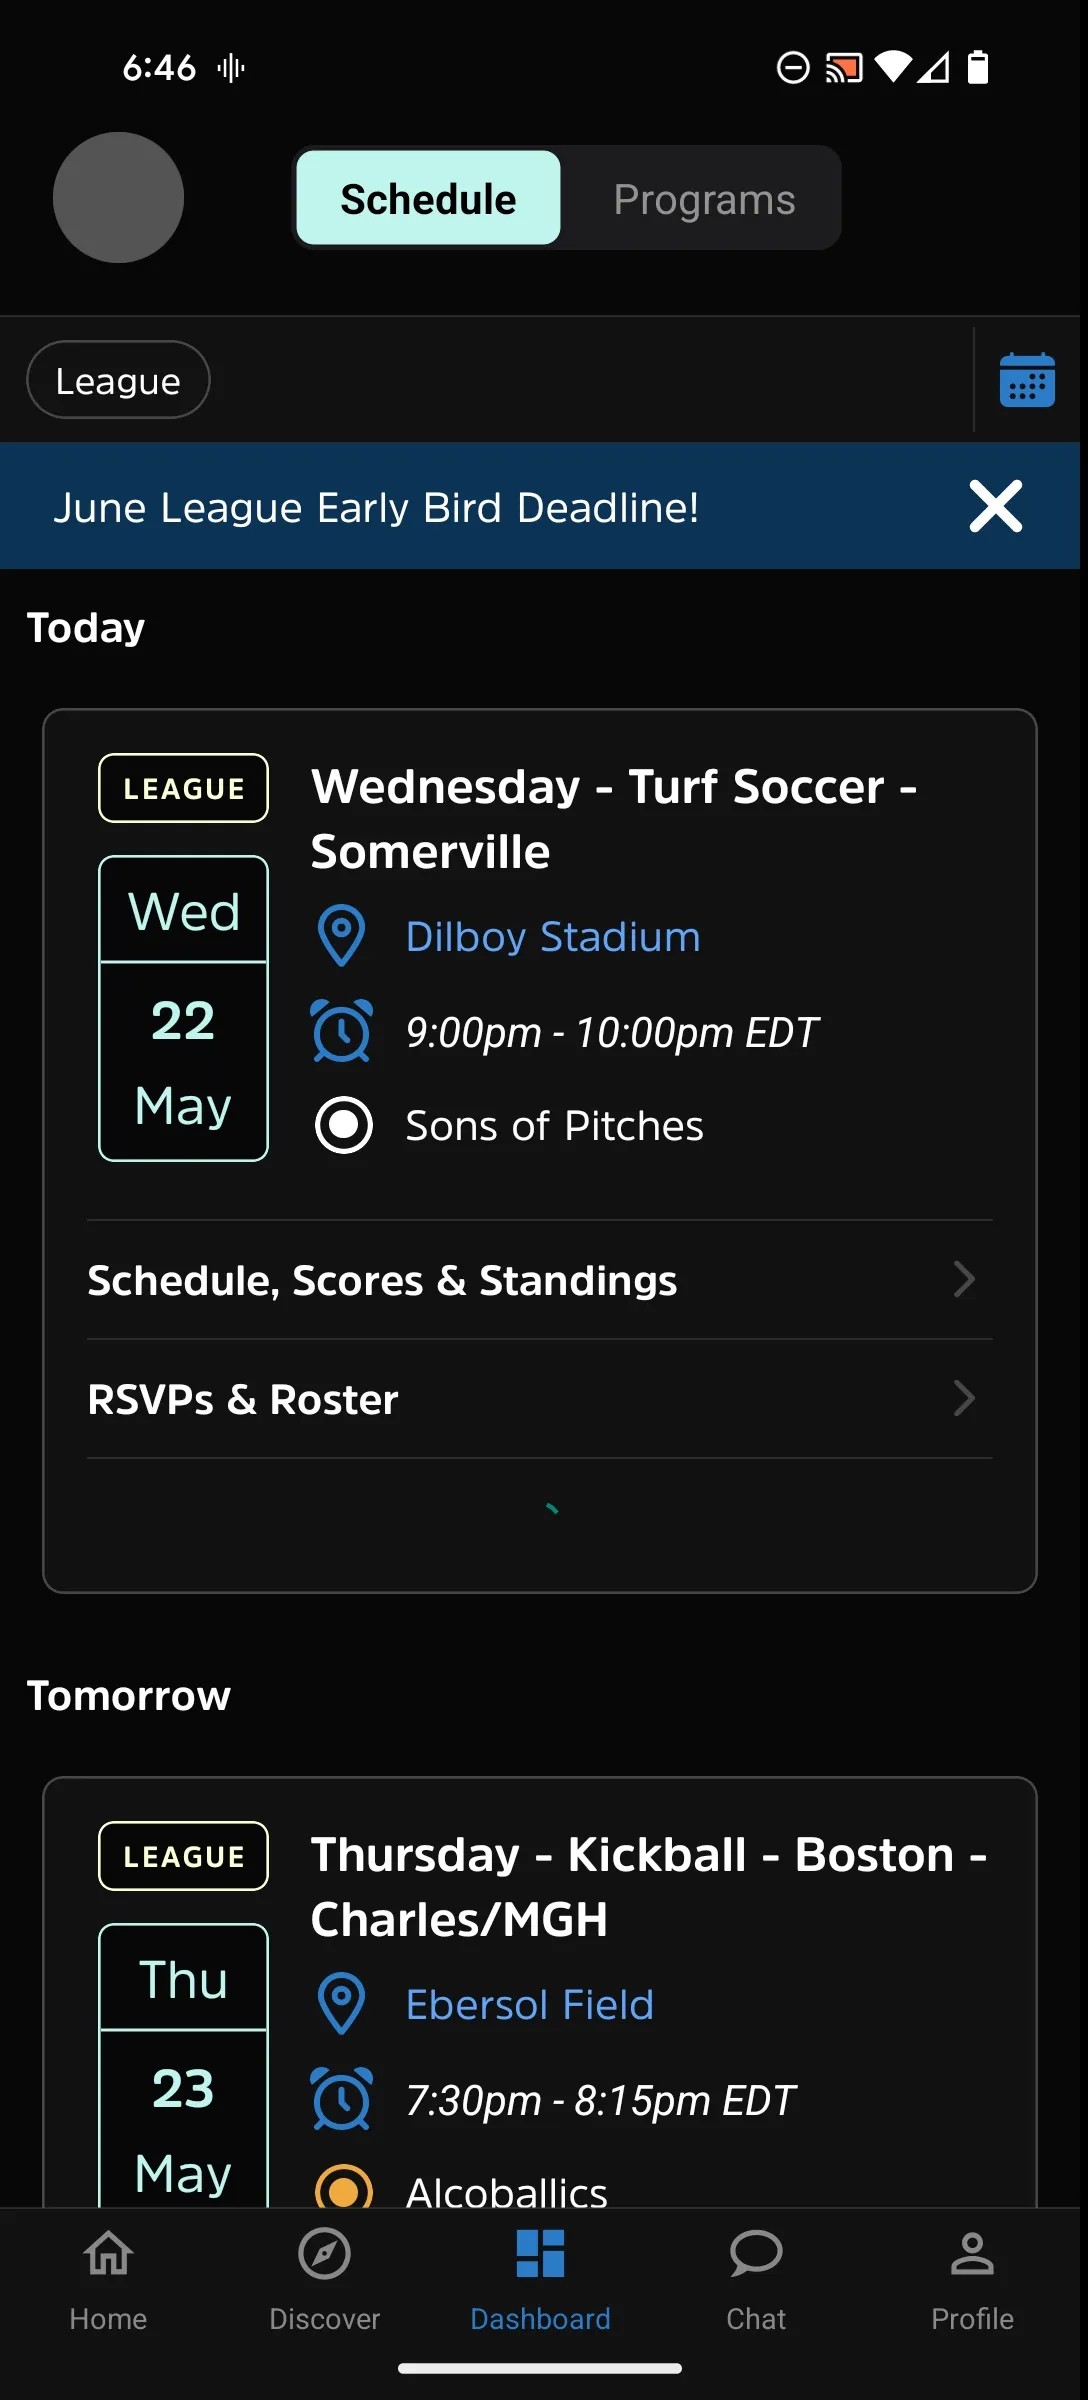 6:46
Schedule
Programs
League
June League Early Bird Deadline!
Today
LEAGUE
Wednesday - Turf Soccer -
Somerville
Wed
22
May
Dilboy Stadium
9:00pm - 10:00pm EDT
Sons of Pitches
Schedule, Scores & Standings
RSVPs & Roster
Tomorrow
LEAGUE
Thursday - Kickball - Boston -
Charles/MGH
Thu
23
May
Ebersol Field
7:30pm - 8:15pm EDT
Alcoballics
Home
Discover
Dashboard
Chat
Profile